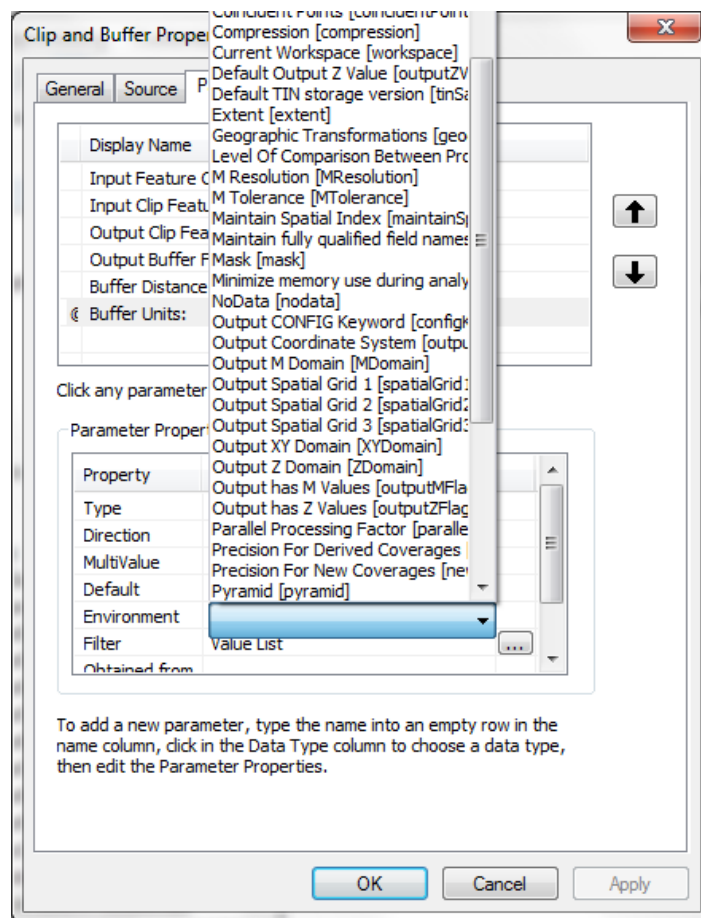 Coincident Points [coincidentPoint
Clip and Buffer Prope
Compression [compression]
Current Workspace [workspace]
Default Output Z Value [outputZV
Default TIN storage version [tinSa
Extent [extent]
Geographic Transformations [geo
Level Of Comparison Between Pro
M Resolution [MResolution]
M Tolerance [MTolerance]
Maintain Spatial Index [maintainSp
Maintain fully qualified field names
Mask [mask]
Minimize memory use during analy
NoData [nodata]
Output CONFIG Keyword [configK
Output Coordinate System [outpu
Output M Domain [MDomain]
Output Spatial Grid 1 [spatialGrid1
Output Spatial Grid 2 [spatialGrid2
Output Spatial Grid 3 [spatialGrid3
Output XY Domain [XYDomain]
Output Z Domain [ZDomain]
Output has M Values [outputMFla
Output has Z Values [outputZFlag
Parallel Processing Factor [paralle
Precision For Derived Coverages [
Precision For New Coverages [ne
Pyramid [pyramid]
General Source P
Display Name
Input Feature C
Input Clip Featu
Output Clip Fea
Output Buffer F
Buffer Distance
Buffer Units:
Click any parameter
Parameter Proper
Property
Type
Direction
MultiValue
Default
Environment
Filter Value List ...
Obtained from
To add a new parameter, type the name into an empty row in the
name column, click in the Data Type column to choose a data type,
then edit the Parameter Properties.
OK Cancel Apply